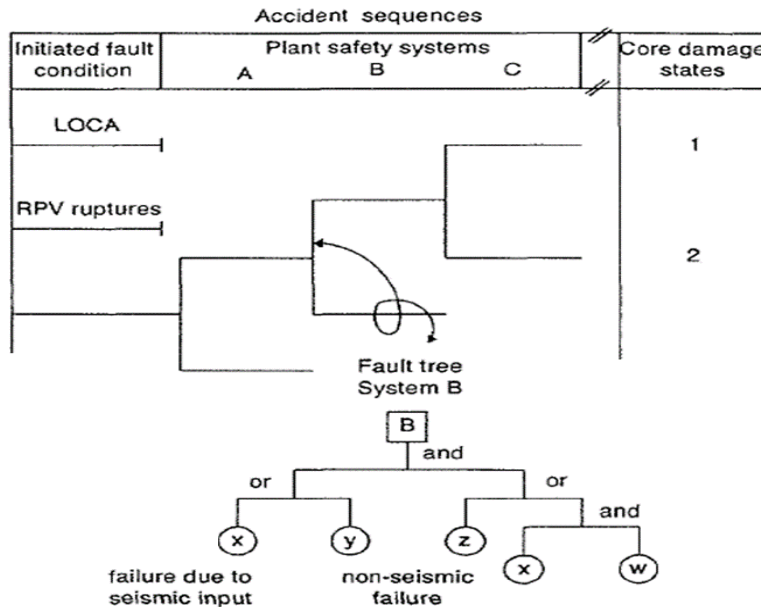 Accident sequences
Initiated fault condition
Plant safety systems
A B C
Core damage states
LOCA
1
RPV ruptures
2
Fault tree
System B
B
and
or
or
and
x
y
z
x
w
failure due to
seismic input
non-seismic
failure